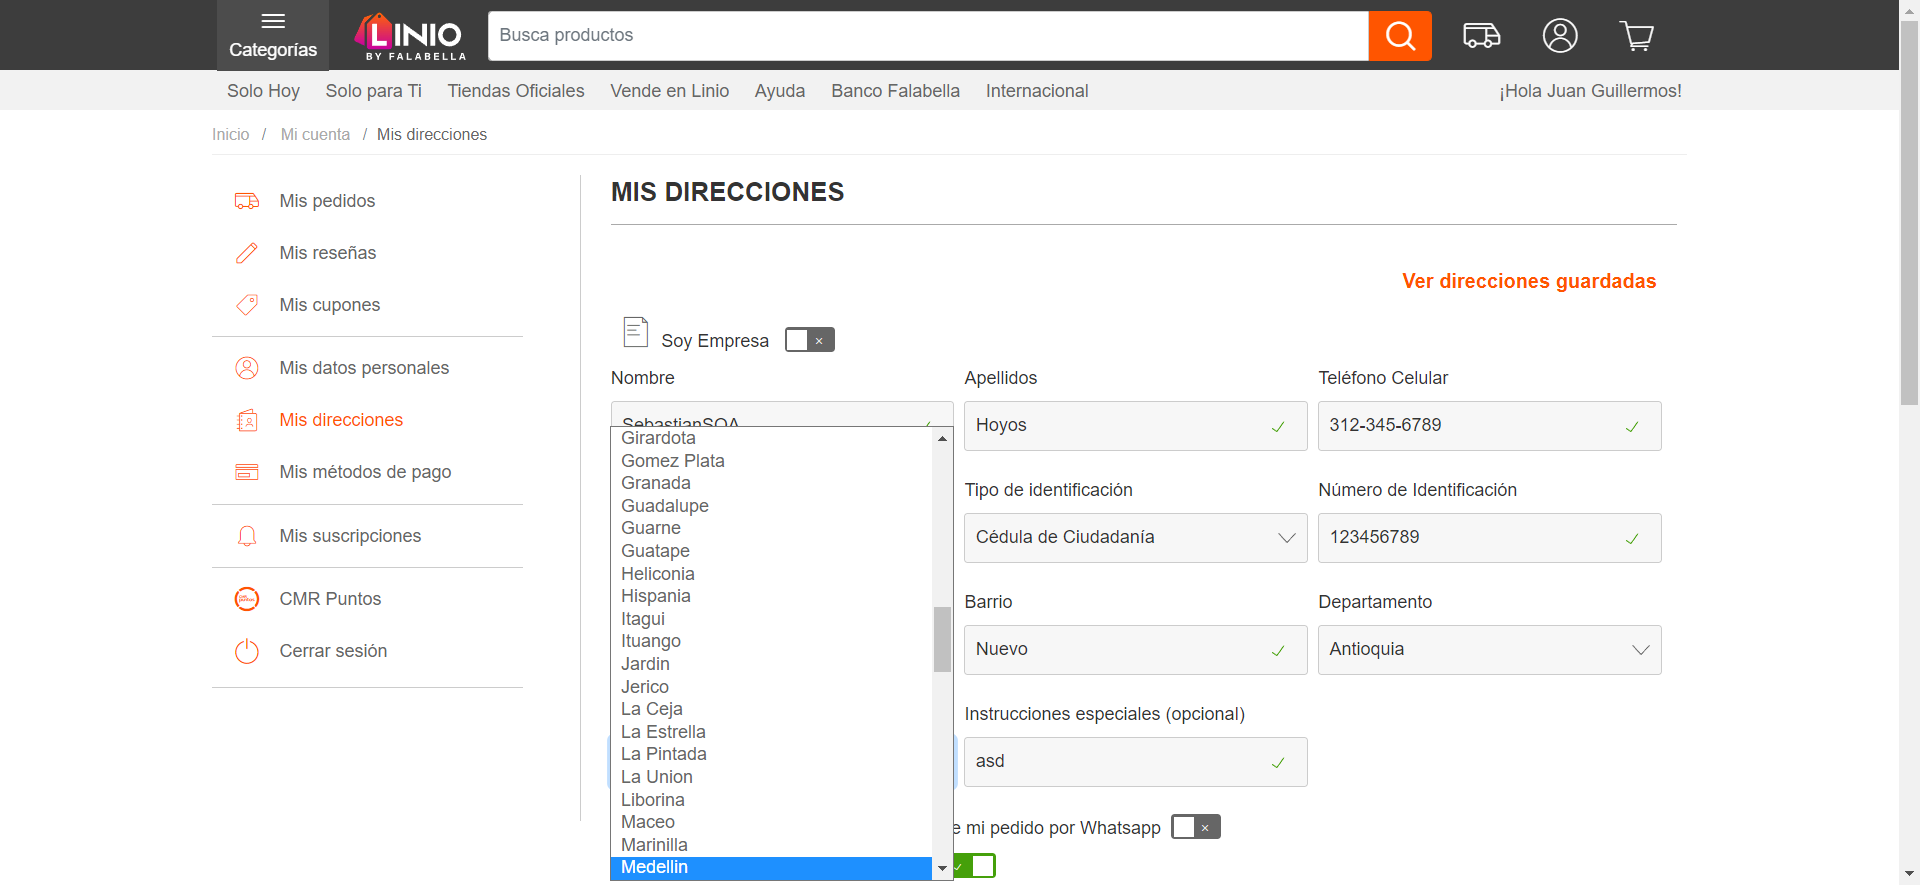 Categorías
LINIO
BY FALABELLA
Busca productos
Solo Hoy
Solo para Ti
Tiendas Oficiales
Vende en Linio
Ayuda
Banco Falabella
Internacional
¡Hola Juan Guillermos!
Inicio / Mi cuenta / Mis direcciones
Mis pedidos
Mis reseñas
Mis cupones
Mis datos personales
Mis direcciones
Mis métodos de pago
Mis suscripciones
CMR Puntos
Cerrar sesión
MIS DIRECCIONES
Ver direcciones guardadas
Soy Empresa
Nombre
SebastianSQA
Apellidos
Hoyos
Teléfono Celular
312-345-6789
Girardota
Gomez Plata
Granada
Guadalupe
Guarne
Guatape
Heliconia
Hispania
Itagui
Ituango
Jardin
Jerico
La Ceja
La Estrella
La Pintada
La Union
Liborina
Maceo
Marinilla
Medellin
Tipo de identificación
Cédula de Ciudadanía
Número de Identificación
123456789
Barrio
Nuevo
Departamento
Antioquia
Instrucciones especiales (opcional)
asd
e mi pedido por Whatsapp